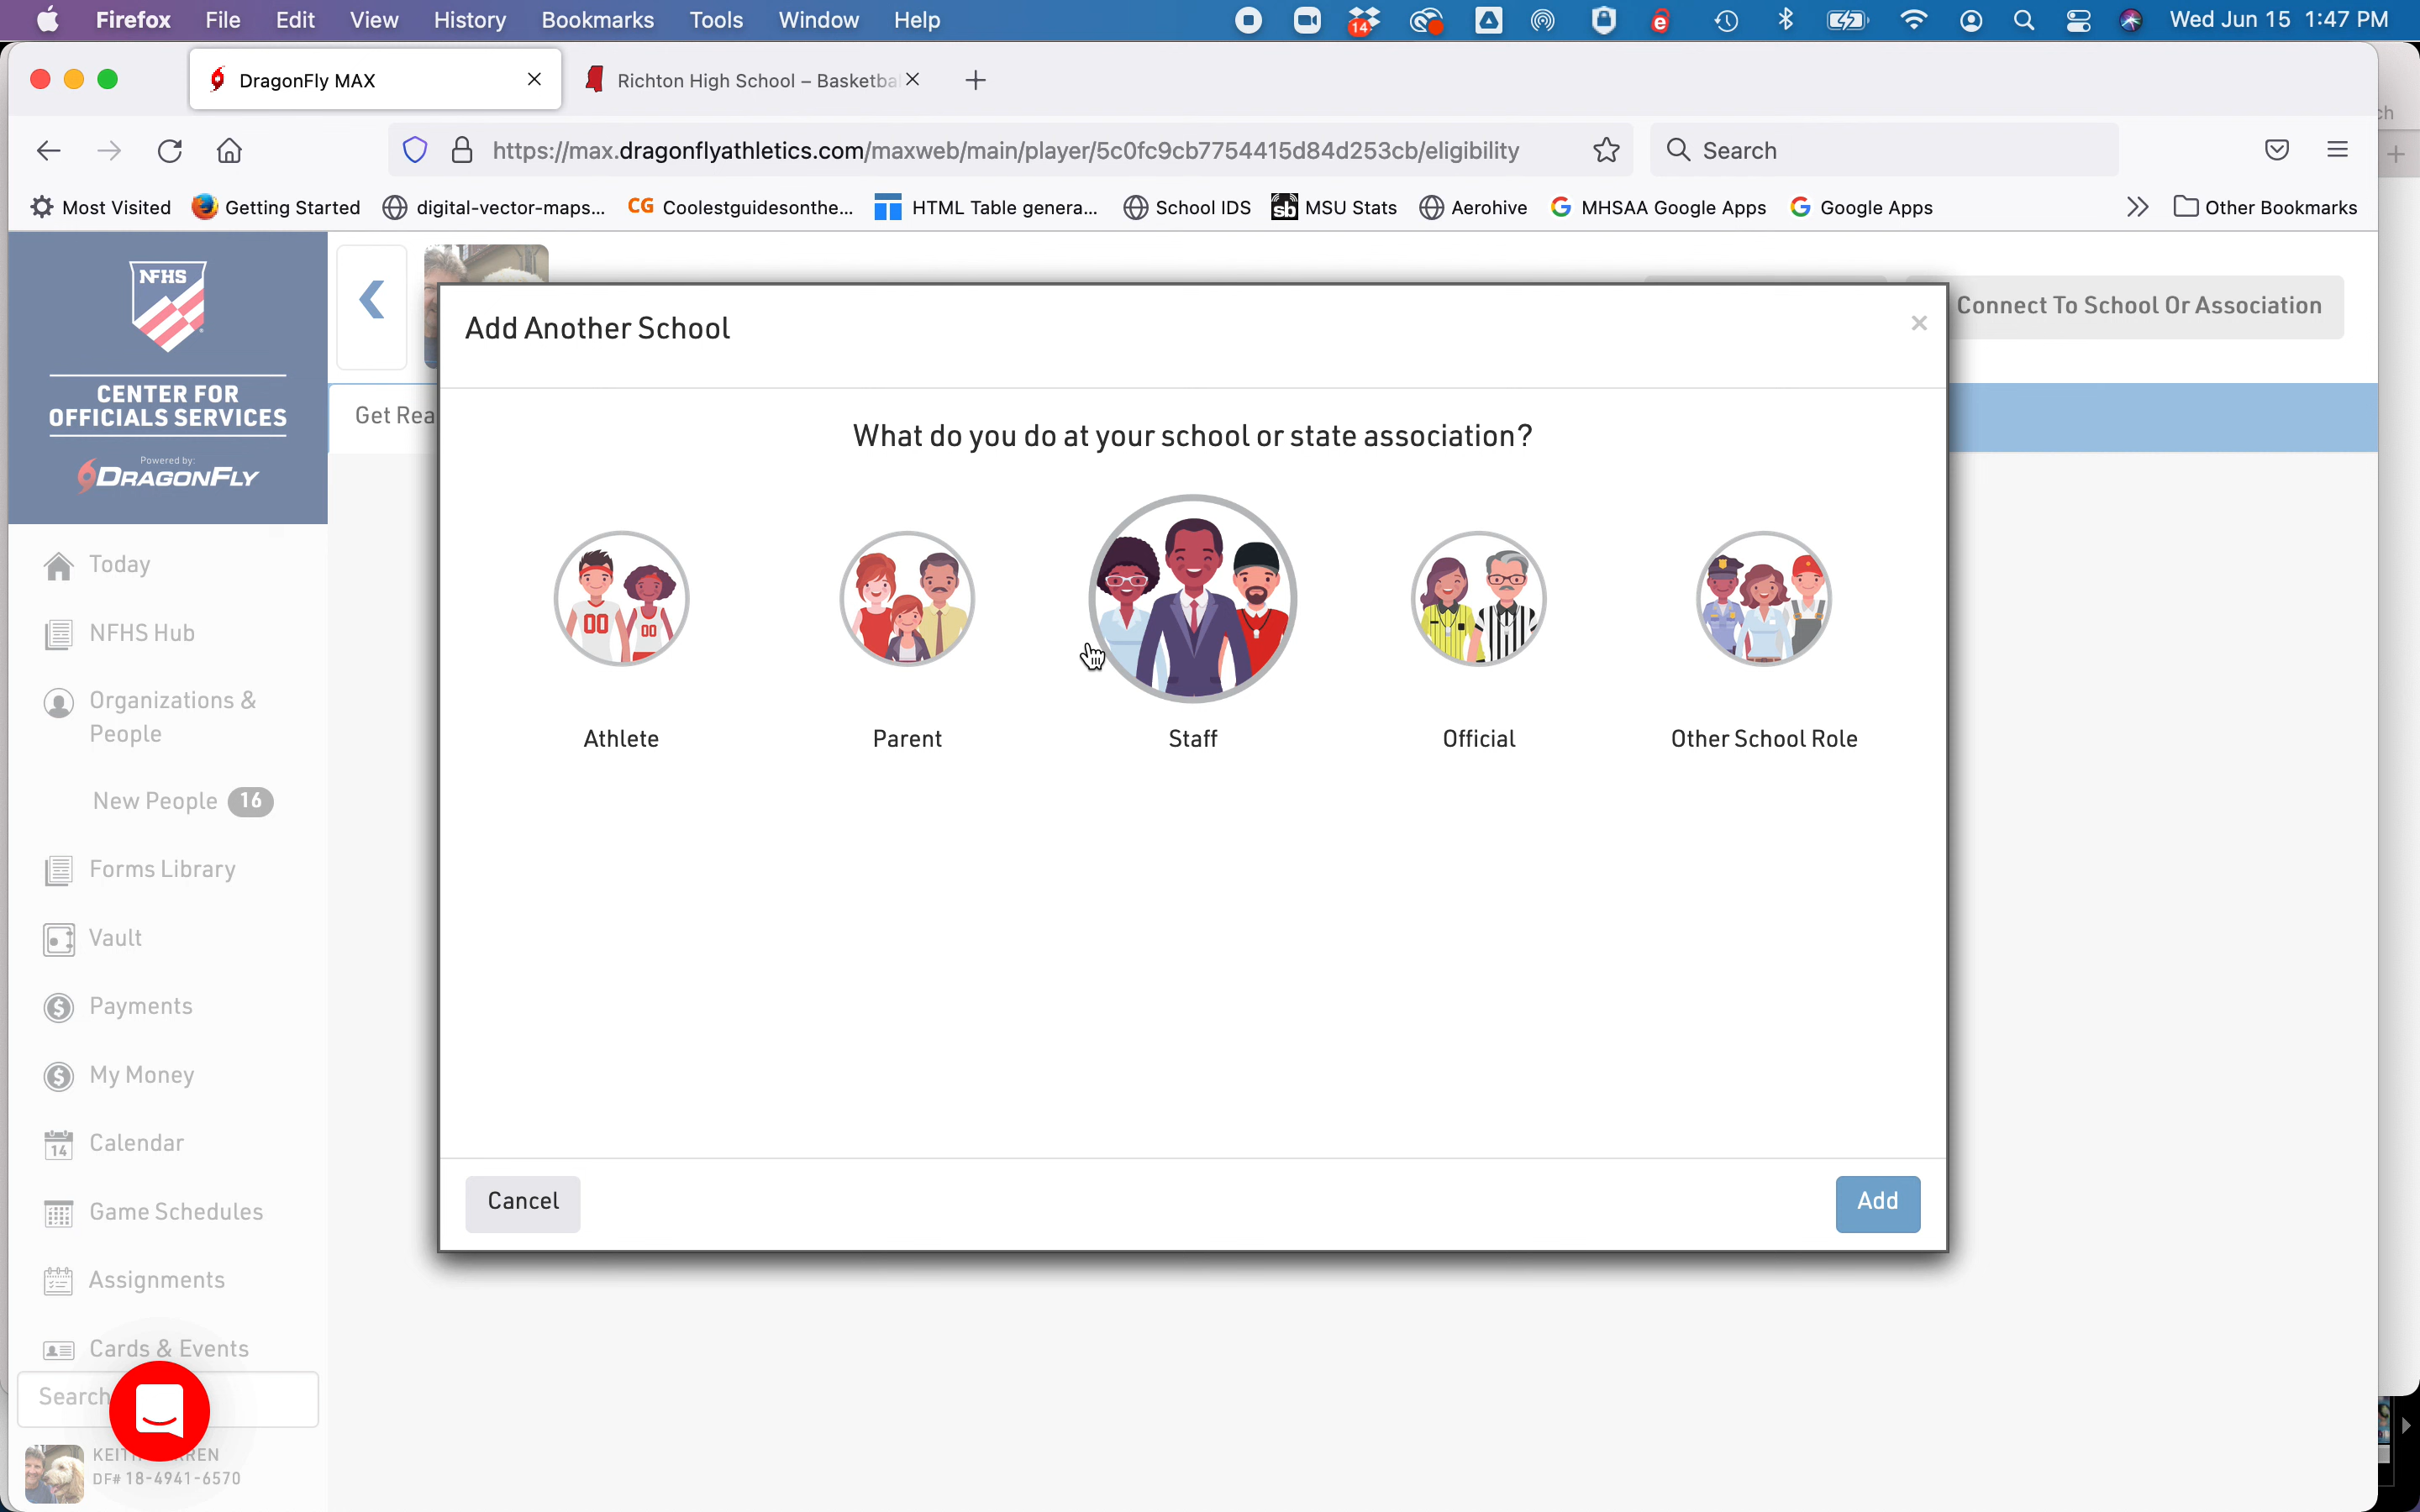 Firefox File Edit View History Bookmarks Tools Window Help 14 Wed Jun 15 1:47 PM
DragonFly MAX Richton High School – Basketba
https://max.dragonflyathletics.com/maxweb/main/player/5c0fc9cb7754415d84d253cb/eligibility Search
Most Visited Getting Started digital-vector-maps... CG Coolestguidesonthe... HTML Table genera... School IDS sb MSU Stats Aerohive MHSAA Google Apps Google Apps Other Bookmarks
NFHS
CENTER FOR
OFFICIALS SERVICES
Powered by:
DRAGONFLY
Connect To School Or Association
Get Rea
Add Another School
What do you do at your school or state association?
00 00
Athlete Parent Staff Official Other School Role
Cancel Add
Today
NFHS Hub
Organizations &
People
New People 16
Forms Library
Vault
Payments
My Money
14 Calendar
Game Schedules
Assignments
Cards & Events
Search
DF# 18-4941-6570